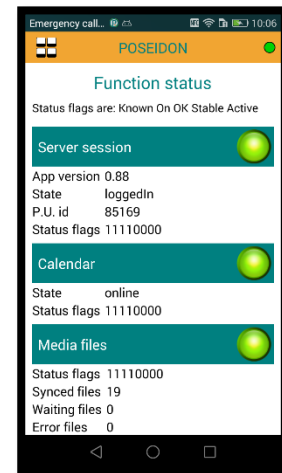 Emergency call... 10:06
POSEIDON
Function status
Status flags are: Known On OK Stable Active
Server session
App version 0.88
State loggedIn
P.U. id 85169
Status flags 11110000
Calendar
State online
Status flags 11110000
Media files
Status flags 11110000
Synced files 19
Waiting files 0
Error files 0